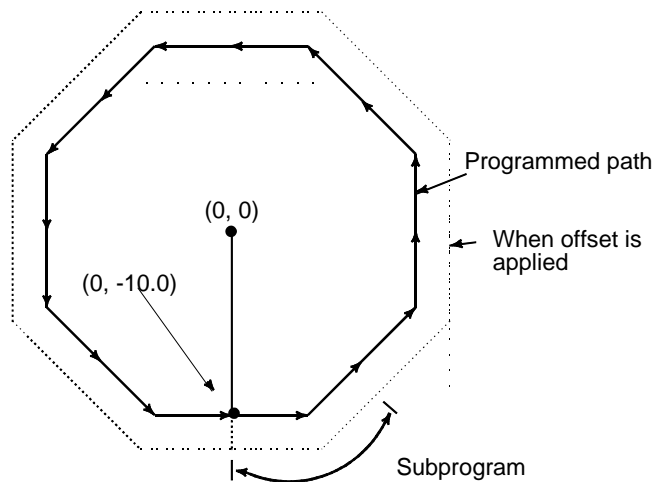 Programmed path
(0, 0)
When offset is
applied
(0, -10.0)
Subprogram